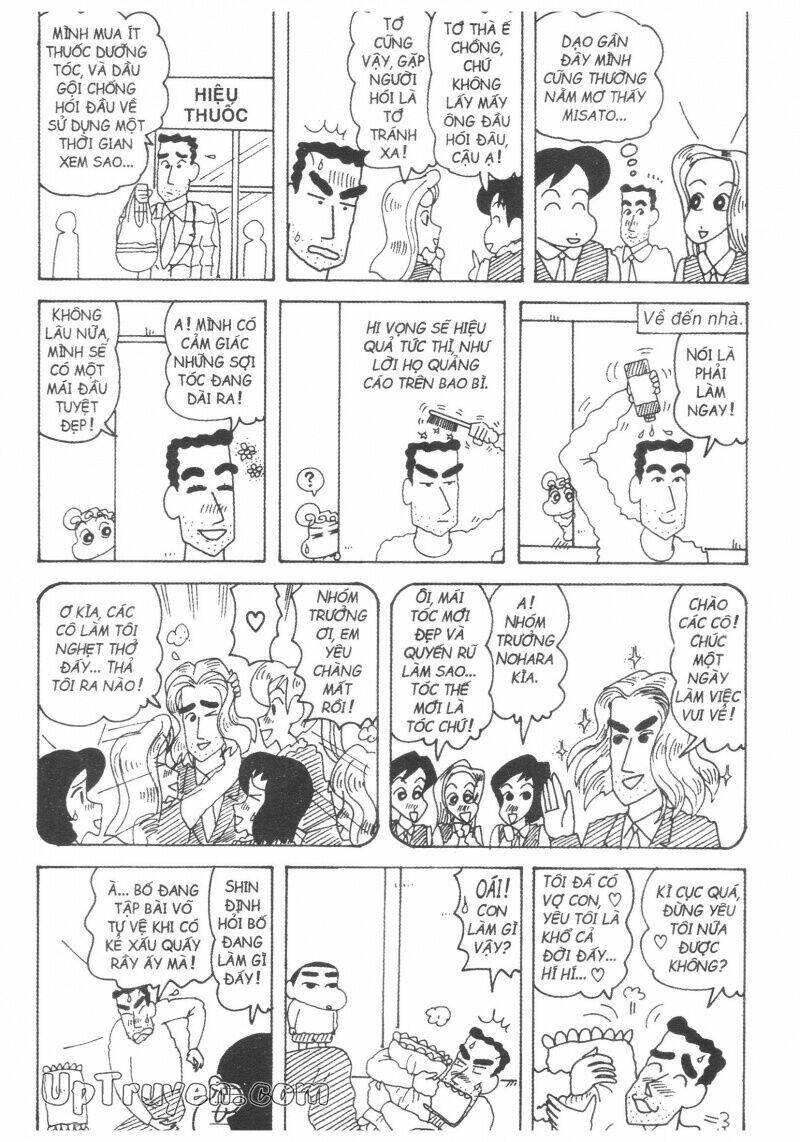 DẠO GẦN
ĐÂY MÌNH
CŨNG THƯỜNG
NẰM MƠ THẤY
MISATO...
TỚ THÀ Ế
CHỒNG,
CHỨ
KHÔNG
LẤY MẤY
ÔNG ĐẦU
HÓI ĐÂU,
CẬU Ạ!
TỚ
CŨNG
VẬY, GẶP
NGƯỜI
HÓI LÀ
TỚ
TRÁNH
XA!
MÌNH MUA ÍT
THUỐC DƯỠNG
TÓC, VÀ DẦU
GỘI CHỐNG
HÓI ĐẦU VỀ
SỬ DỤNG MỘT
THỜI GIAN
XEM SAO...
HIỆU
THUỐC
Về đến nhà.
NÓI LÀ
PHẢI
LÀM
NGAY!
HI VỌNG SẼ HIỆU
QUẢ TỨC THÌ, NHƯ
LỜI HỌ QUẢNG
CÁO TRÊN BAO BÌ.
?
A! MÌNH CÓ
CẢM GIÁC
NHỮNG SỢI
TÓC ĐANG
DÀI RA!
KHÔNG
LÂU NỮA,
MÌNH SẼ
CÓ MỘT
MÁI ĐẦU
TUYỆT
ĐẸP!
CHÀO
CÁC CÔ!
CHÚC
MỘT
NGÀY
LÀM VIỆC
VUI VẺ!
A!
NHÓM
TRƯỞNG
NOHARA
KÌA.
ÔI, MÁI
TÓC MỚI
ĐẸP VÀ
QUYẾN RŨ
LÀM SAO...
TÓC THẾ
MỚI LÀ
TÓC CHỨ!
NHÓM
TRƯỞNG
ƠI, EM
YÊU
CHÀNG
MẤT
RỒI!
♡
Ơ KÌA, CÁC
CÔ LÀM TÔI
NGHẸT THỞ
ĐẤY... THẢ
TÔI RA NÀO!
KÌ CỤC QUÁ,
ĐỪNG YÊU
TÔI NỮA
♡ ĐƯỢC
KHÔNG?
TÔI ĐÃ CÓ
VỢ CON, ♡
YÊU TÔI LÀ
KHỔ CẢ
ĐỜI ĐẤY...
HÍ HÍ... ♡
OÁI!
CON
LÀM GÌ
VẬY?
SHIN
ĐỊNH
HỎI BỐ
ĐANG
LÀM GÌ
ĐẤY!
À... BỐ ĐANG
TẬP BÀI VÕ
TỰ VỆ KHI CÓ
KẺ XẤU QUẤY
RẦY ẤY MÀ!
UpTruyen.com